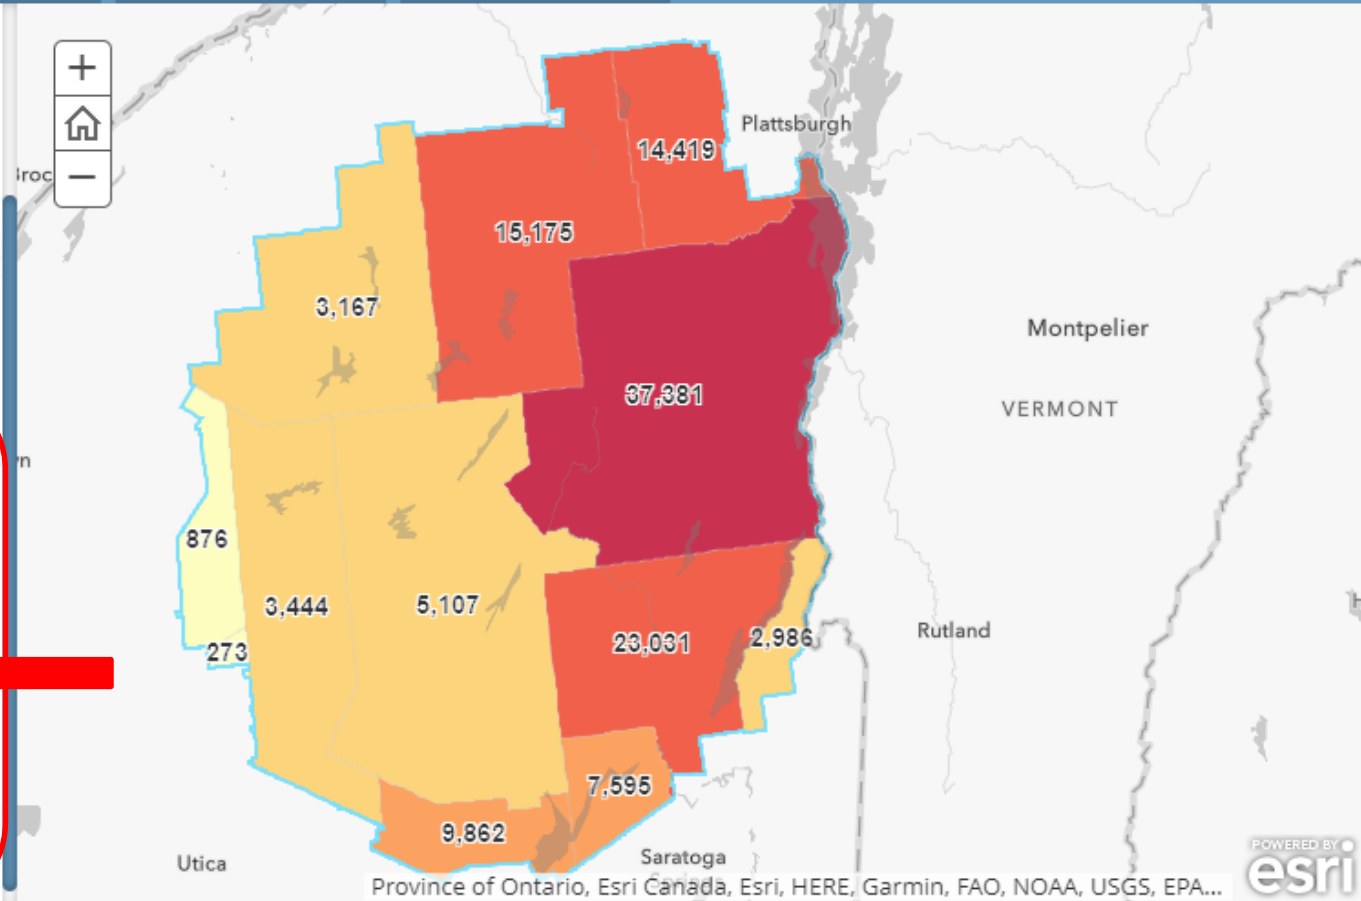 +
−
Plattsburgh
14,419
15,175
3,167
Montpelier
37,381
VERMONT
876
3,444
5,107
23,031
2,986
Rutland
273
7,595
9,862
Utica
Saratoga
Province of Ontario, Esri Canada, Esri, HERE, Garmin, FAO, NOAA, USGS, EPA...
POWERED BY
esri